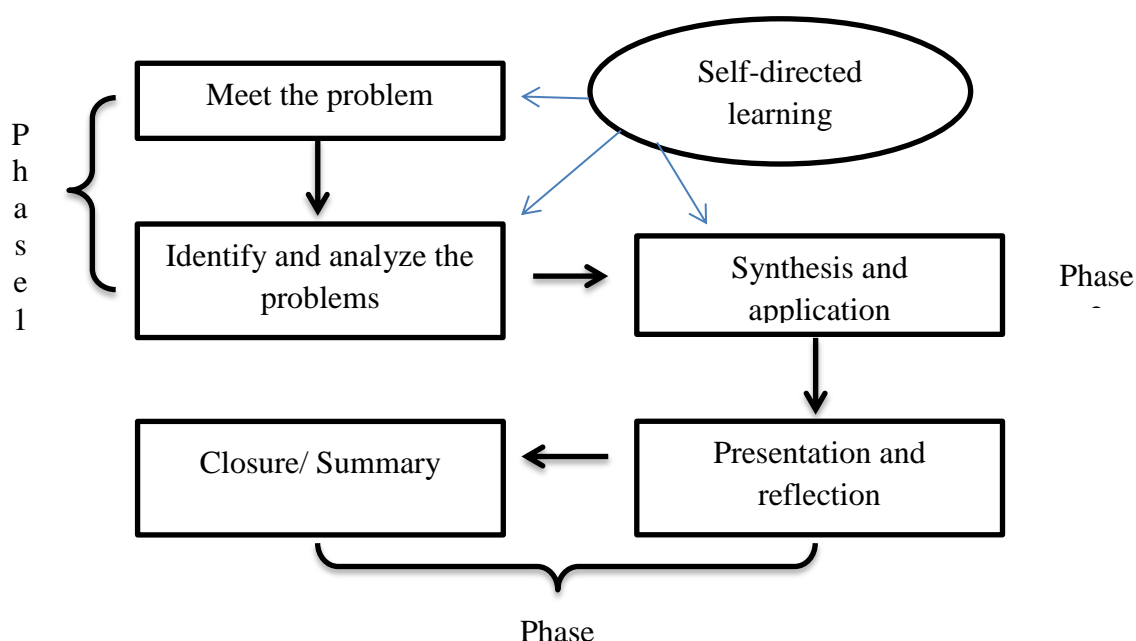 Meet the problem
Self-directed
learning
P
h
a
s
e
1
Identify and analyze the
problems
Synthesis and
application
Phase
Closure/ Summary
Presentation and
reflection
Phase